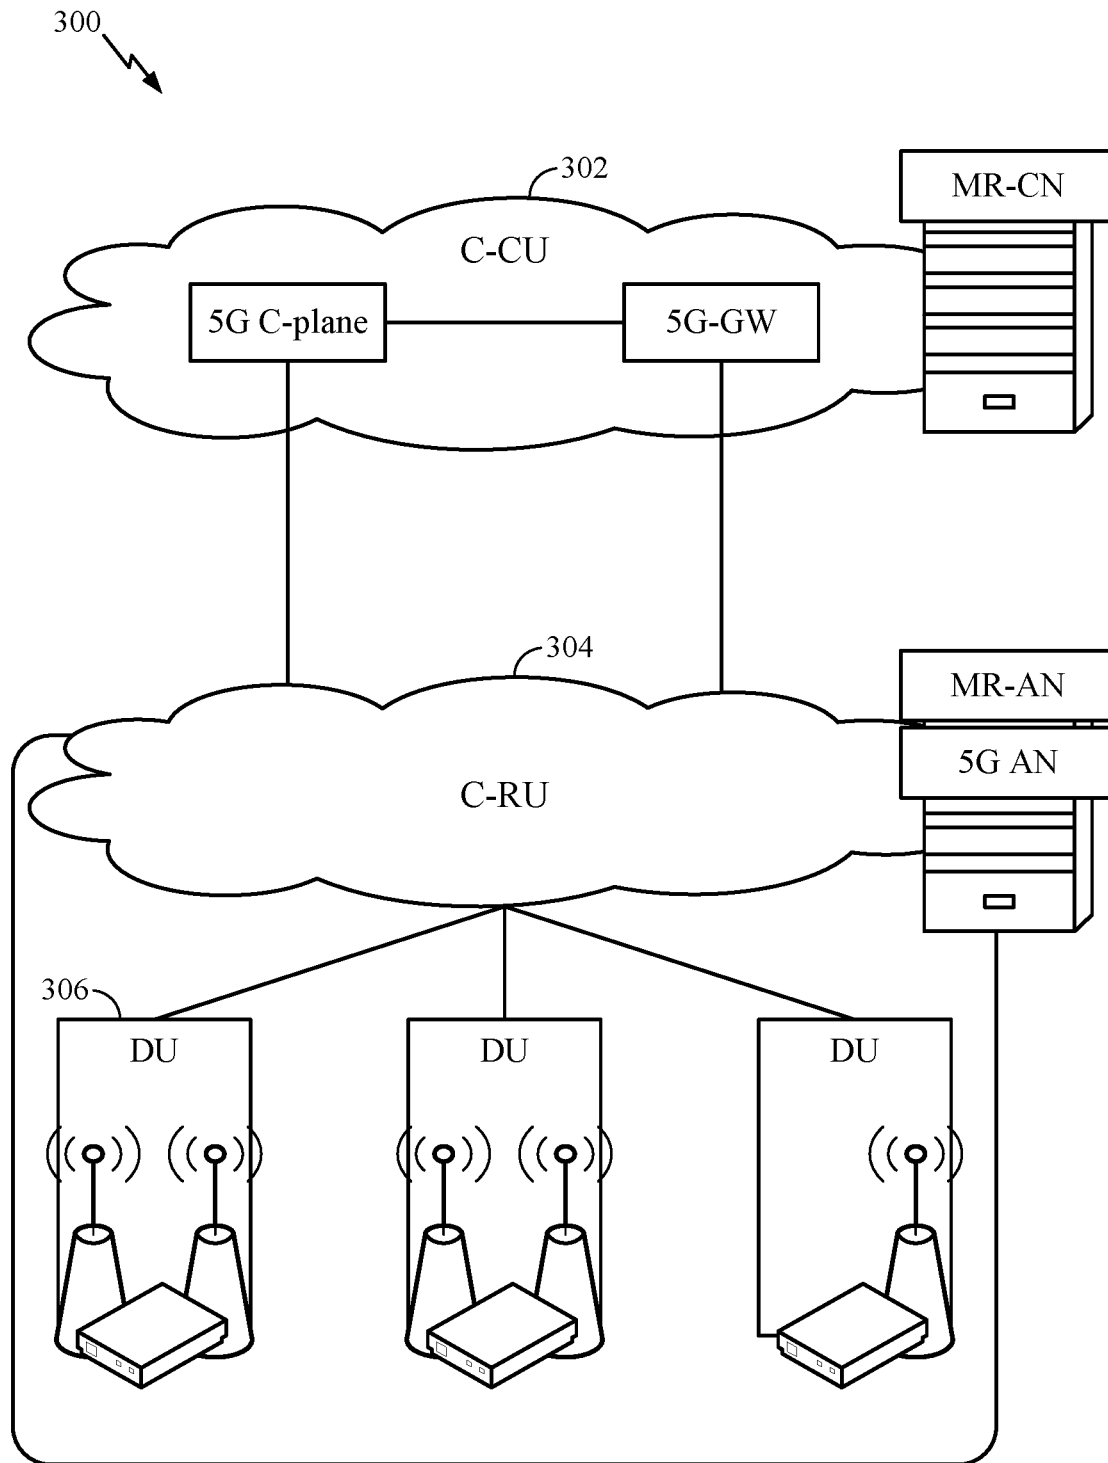 300
302
MR-CN
C-CU
5G C-plane
5G-GW
304
MR-AN
5G AN
C-RU
306
DU
DU
DU